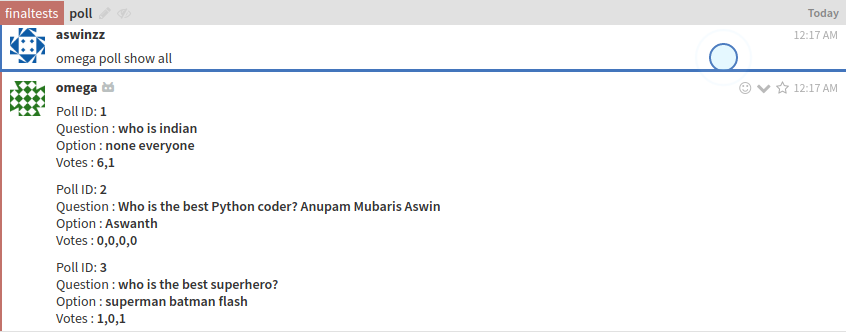 finaltests poll Today
aswinzz 12:17 AM
omega poll show all
omega 12:17 AM
Poll ID: 1
Question : who is indian
Option : none everyone
Votes : 6,1
Poll ID: 2
Question : Who is the best Python coder? Anupam Mubaris Aswin
Option : Aswanth
Votes : 0,0,0,0
Poll ID: 3
Question : who is the best superhero?
Option : superman batman flash
Votes : 1,0,1